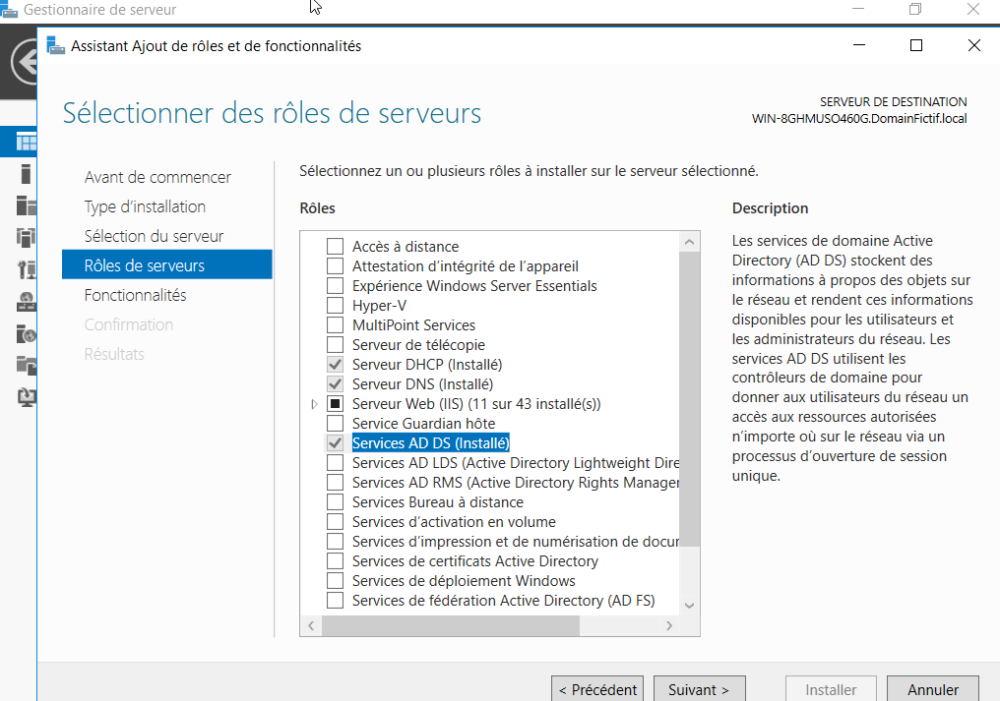 Gestionnaire de serveur
Assistant Ajout de rôles et de fonctionnalités
Sélectionner des rôles de serveurs
SERVEUR DE DESTINATION
WIN-8GHMUSO460G.DomainFictif.local
Avant de commencer
Type d’installation
Sélection du serveur
Rôles de serveurs
Fonctionnalités
Confirmation
Résultats
Sélectionnez un ou plusieurs rôles à installer sur le serveur sélectionné.
Rôles
Accès à distance
Attestation d’intégrité de l’appareil
Expérience Windows Server Essentials
Hyper-V
MultiPoint Services
Serveur de télécopie
Serveur DHCP (Installé)
Serveur DNS (Installé)
Serveur Web (IIS) (11 sur 43 installé(s))
Service Guardian hôte
Services AD DS (Installé)
Services AD LDS (Active Directory Lightweight Dire
Services AD RMS (Active Directory Rights Manager
Services Bureau à distance
Services d’activation en volume
Services d’impression et de numérisation de docur
Services de certificats Active Directory
Services de déploiement Windows
Services de fédération Active Directory (AD FS)
Description
Les services de domaine Active
Directory (AD DS) stockent des
informations à propos des objets sur
le réseau et rendent ces informations
disponibles pour les utilisateurs et
les administrateurs du réseau. Les
services AD DS utilisent les
contrôleurs de domaine pour
donner aux utilisateurs du réseau un
accès aux ressources autorisées
n’importe où sur le réseau via un
processus d’ouverture de session
unique.
< Précédent
Suivant >
Installer
Annuler